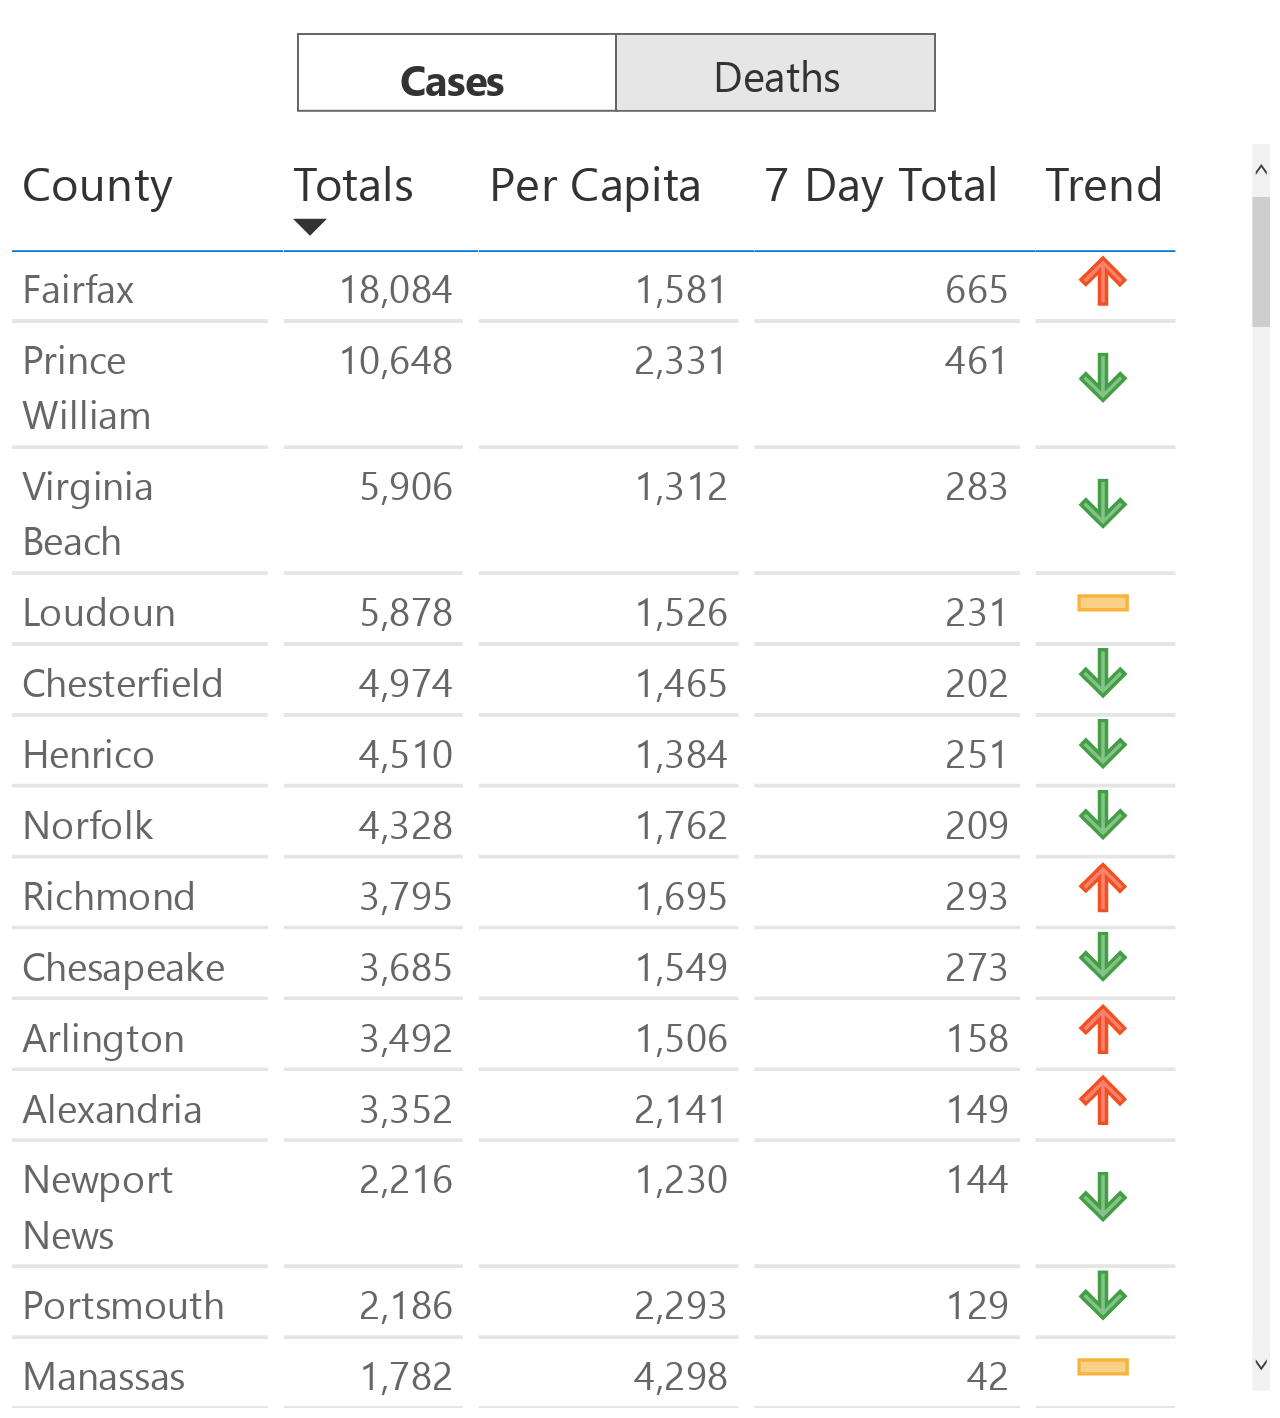 Cases Deaths
County Totals Per Capita 7 Day Total Trend
Fairfax 18,084 1,581 665
Prince 10,648 2,331 461
William
Virginia 5,906 1,312 283
Beach
Loudoun 5,878 1,526 231
Chesterfield 4,974 1,465 202
Henrico 4,510 1,384 251
Norfolk 4,328 1,762 209
Richmond 3,795 1,695 293
Chesapeake 3,685 1,549 273
Arlington 3,492 1,506 158
Alexandria 3,352 2,141 149
Newport 2,216 1,230 144
News
Portsmouth 2,186 2,293 129
Manassas 1,782 4,298 42